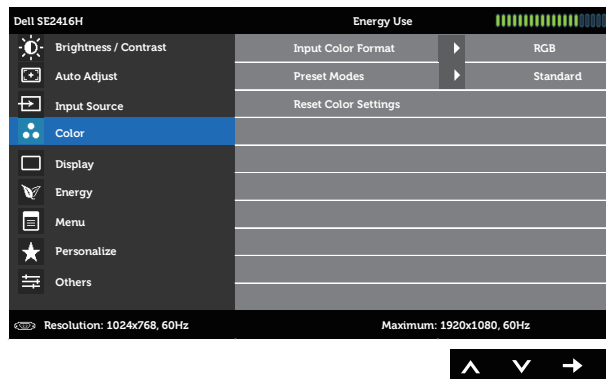 Dell SE2416H Energy Use
Brightness / Contrast Input Color Format RGB
Auto Adjust Preset Modes Standard
Input Source Reset Color Settings
Color
Display
Energy
Menu
Personalize
Others
Resolution: 1024x768, 60Hz Maximum: 1920x1080, 60Hz